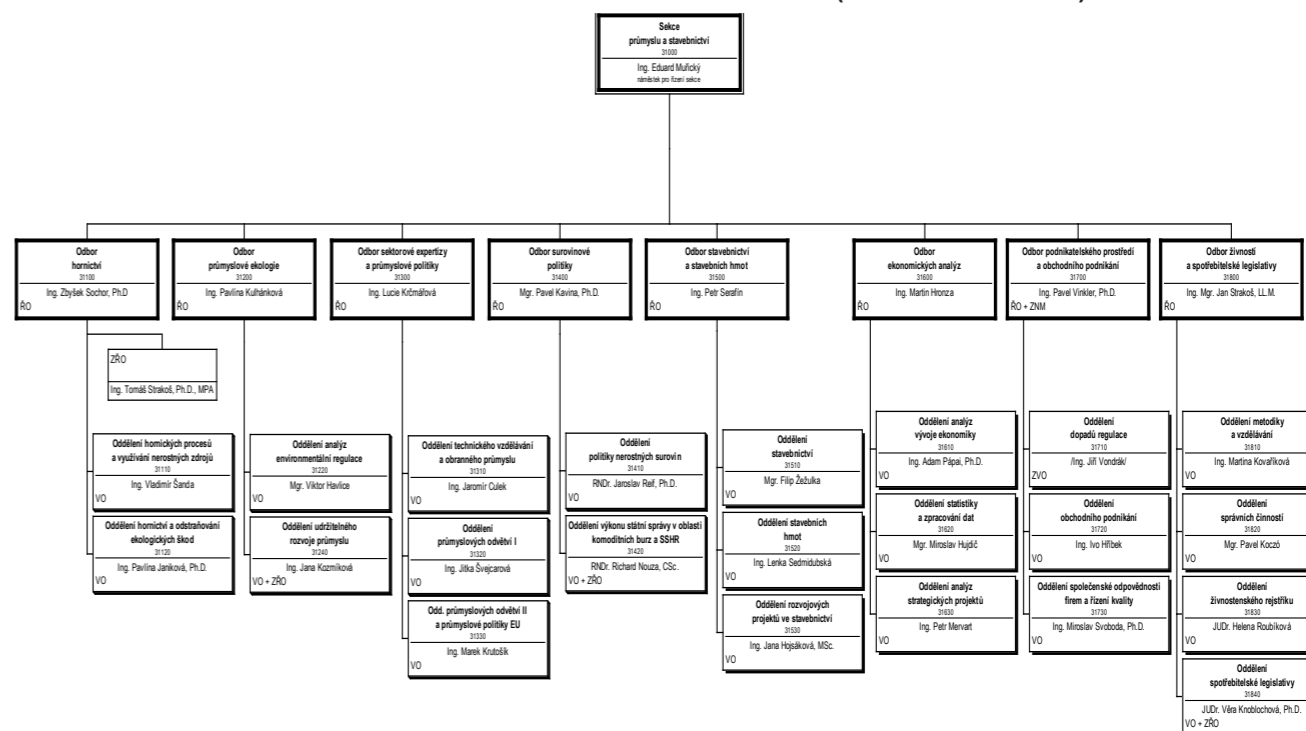 Sekce
průmyslu a stavebnictví
31000
Ing. Eduard Muřický
náměstek pro řízení sekce
Odbor
hornictví
31100
Ing. Zbyšek Sochor, Ph.D
ŘO
Odbor
průmyslové ekologie
31200
Ing. Pavlína Kulhánková
ŘO
Odbor sektorové expertízy
a průmyslové politiky
31300
Ing. Lucie Krčmářová
ŘO
Odbor surovinové
politiky
31400
Mgr. Pavel Kavina, Ph.D.
ŘO
Odbor stavebnictví
a stavebních hmot
31500
Ing. Petr Serafín
ŘO
Odbor
ekonomických analýz
31600
Ing. Martin Hronza
ŘO
Odbor podnikatelského prostředí
a obchodního podnikání
31700
Ing. Pavel Vinkler, Ph.D.
ŘO + ZNM
Odbor živností
a spotřebitelské legislativy
31800
Ing. Mgr. Jan Strakoš, LL.M.
ŘO
ZŘO
Ing. Tomáš Strakoš, Ph.D., MPA
Oddělení hornických procesů
a využívání nerostných zdrojů
31110
Ing. Vladimír Šanda
VO
Oddělení hornictví a odstraňování
ekologických škod
31120
Ing. Pavlína Janíková, Ph.D.
VO
Oddělení analýz
environmentální regulace
31220
Mgr. Viktor Havlice
VO
Oddělení udržitelného
rozvoje průmyslu
31240
Ing. Jana Kozmíková
VO + ZŘO
Oddělení technického vzdělávání
a obranného průmyslu
31310
Ing. Jaromír Culek
VO
Oddělení
průmyslových odvětví I
31320
Ing. Jitka Švejcarová
VO
Odd. průmyslových odvětví II
a průmyslové politiky EU
31330
Ing. Marek Krutošík
VO
Oddělení
politiky nerostných surovin
31410
RNDr. Jaroslav Reif, Ph.D.
VO
Oddělení výkonu státní správy v oblasti
komoditních burz a SSHR
31420
RNDr. Richard Nouza, CSc.
VO + ZŘO
Oddělení
stavebnictví
31510
Mgr. Filip Žežulka
VO
Oddělení stavebních
hmot
31520
Ing. Lenka Sedmidubská
VO
Oddělení rozvojových
projektů ve stavebnictví
31530
Ing. Jana Hojsáková, MSc.
VO
Oddělení analýz
vývoje ekonomiky
31610
Ing. Adam Pápai, Ph.D.
VO
Oddělení statistiky
a zpracování dat
31620
Mgr. Miroslav Hujdič
VO
Oddělení analýz
strategických projektů
31630
Ing. Petr Mervart
VO
Oddělení
dopadů regulace
31710
/Ing. Jiří Vondrák/
ZVO
Oddělení
obchodního podnikání
31720
Ing. Ivo Hříbek
VO
Oddělení společenské odpovědnosti
firem a řízení kvality
31730
Ing. Miroslav Svoboda, Ph.D.
VO
Oddělení metodiky
a vzdělávání
31810
Ing. Martina Kovaříková
VO
Oddělení
správních činností
31820
Mgr. Pavel Koczó
VO
Oddělení
živnostenského rejstříku
31830
JUDr. Helena Roubíková
VO
Oddělení
spotřebitelské legislativy
31840
JUDr. Věra Knoblochová, Ph.D.
VO + ZŘO